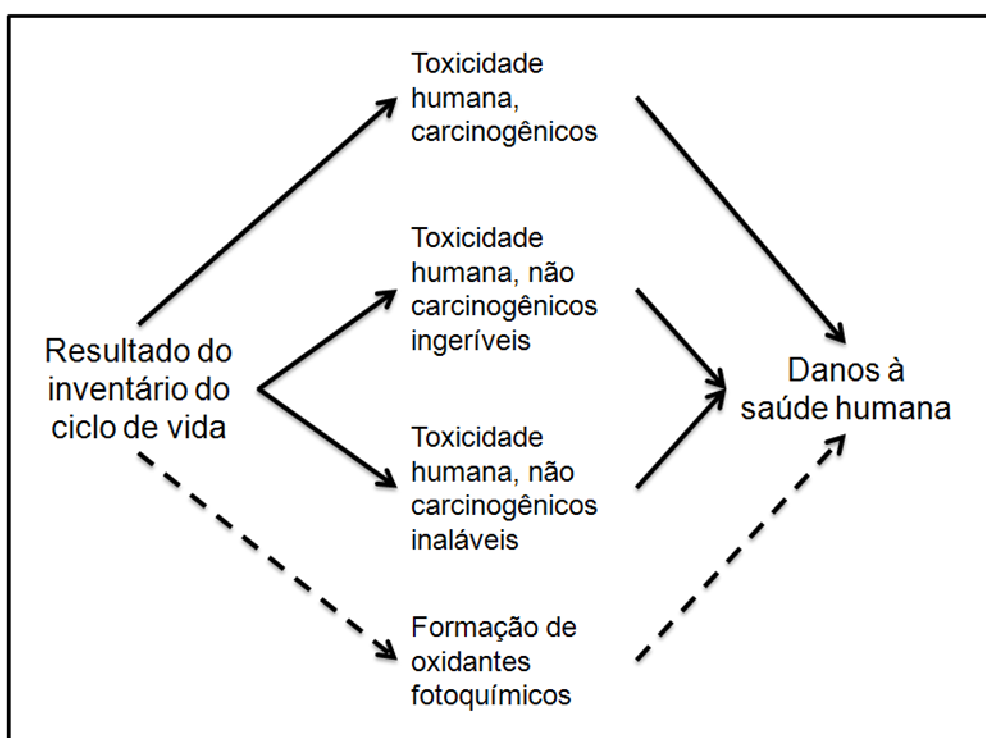 Toxicidade
humana,
carcinogênicos
Toxicidade
humana, não
carcinogênicos
ingeríveis
Resultado do
inventário do
ciclo de vida
Danos à
saúde humana
Toxicidade
humana, não
carcinogênicos
inaláveis
Formação de
oxidantes
fotoquímicos